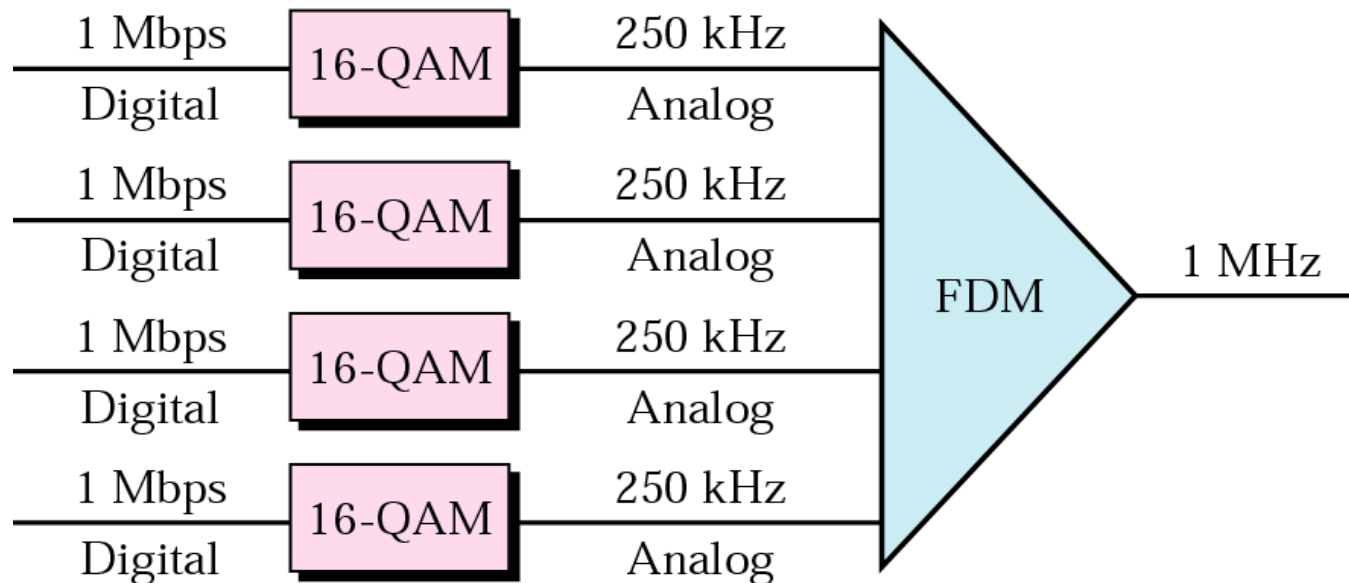 1 Mbps
Digital
16-QAM
250 kHz
Analog
1 Mbps
Digital
16-QAM
250 kHz
Analog
1 Mbps
Digital
16-QAM
250 kHz
Analog
1 Mbps
Digital
16-QAM
250 kHz
Analog
FDM
1 MHz